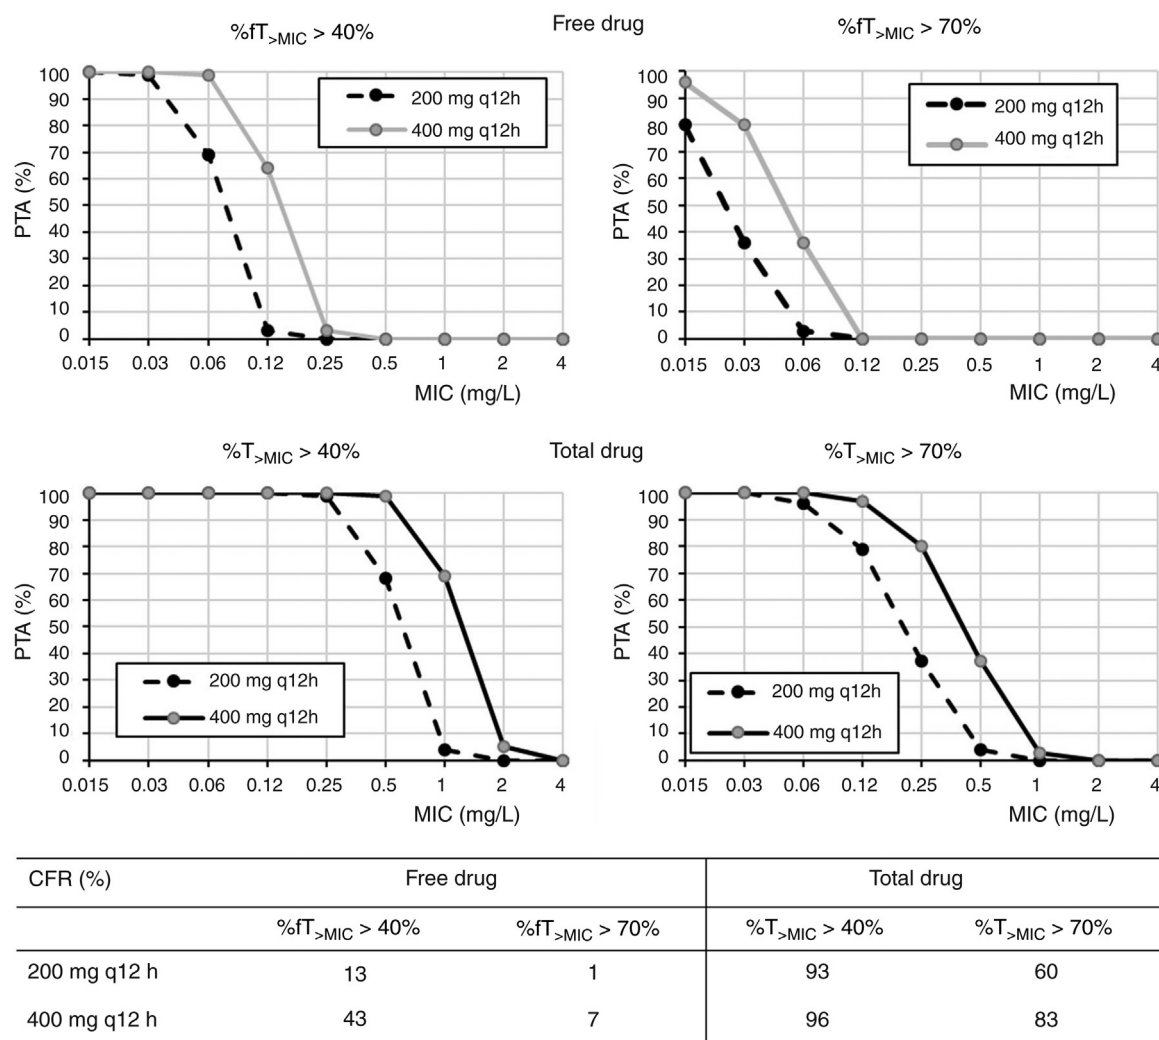 Free drug
%fT>MIC > 40%
%fT>MIC > 70%
PTA (%)
100
90
80
70
60
50
40
30
20
10
0
200 mg q12h
400 mg q12h
0.015 0.03 0.06 0.12 0.25 0.5 1 2 4
MIC (mg/L)
PTA (%)
100
90
80
70
60
50
40
30
20
10
0
200 mg q12h
400 mg q12h
0.015 0.03 0.06 0.12 0.25 0.5 1 2 4
MIC (mg/L)
Total drug
%T>MIC > 40%
%T>MIC > 70%
PTA (%)
100
90
80
70
60
50
40
30
20
10
0
200 mg q12h
400 mg q12h
0.015 0.03 0.06 0.12 0.25 0.5 1 2 4
MIC (mg/L)
PTA (%)
100
90
80
70
60
50
40
30
20
10
0
200 mg q12h
400 mg q12h
0.015 0.03 0.06 0.12 0.25 0.5 1 2 4
MIC (mg/L)
CFR (%) Free drug Total drug
%fT>MIC > 40% %fT>MIC > 70% %T>MIC > 40% %T>MIC > 70%
200 mg q12 h 13 1 93 60
400 mg q12 h 43 7 96 83